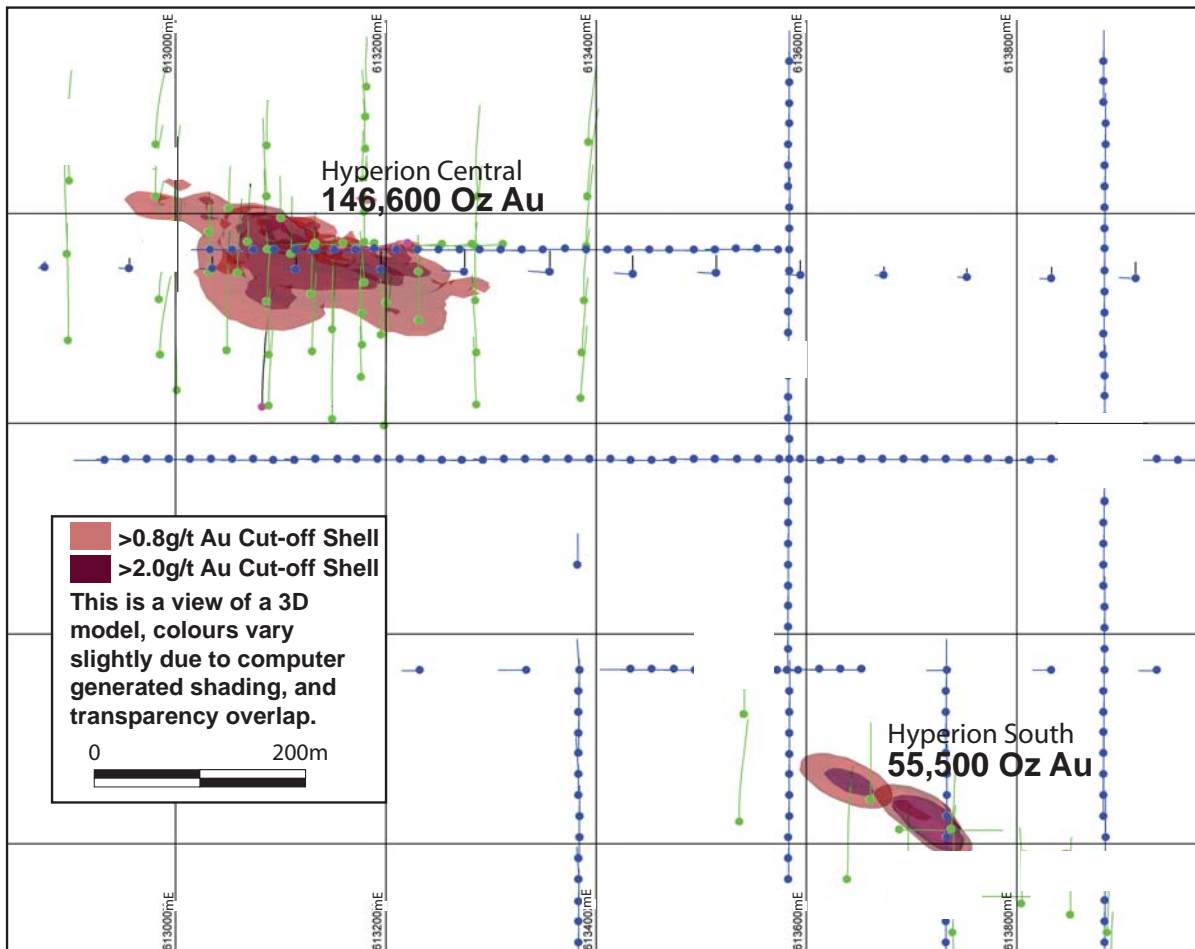 613000mE
613200mE
613400mE
613600mE
613800mE
Hyperion Central
146,600 Oz Au
>0.8g/t Au Cut-off Shell
>2.0g/t Au Cut-off Shell
This is a view of a 3D
model, colours vary
slightly due to computer
generated shading, and
transparency overlap.
0 200m
Hyperion South
55,500 Oz Au
613000mE
613200mE
613400mE
613600mE
613800mE